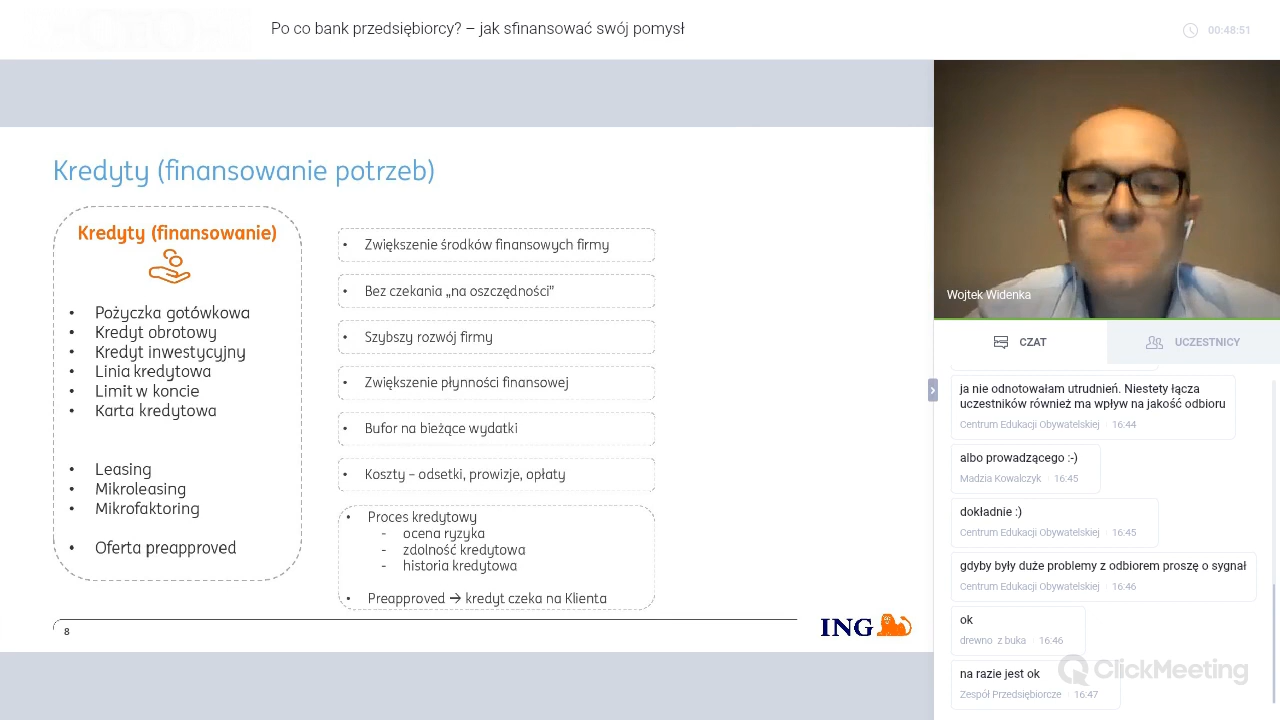 Po co bank przedsiębiorcy? – jak sfinansować swój pomysł
00:48:51
Kredyty (finansowanie potrzeb)
Kredyty (finansowanie)
• Pożyczka gotówkowa
• Kredyt obrotowy
• Kredyt inwestycyjny
• Linia kredytowa
• Limit w koncie
• Karta kredytowa
• Leasing
• Mikroleasing
• Mikrofaktoring
• Oferta preapproved
• Zwiększenie środków finansowych firmy
• Bez czekania „na oszczędności”
• Szybszy rozwój firmy
• Zwiększenie płynności finansowej
• Bufor na bieżące wydatki
• Koszty – odsetki, prowizje, opłaty
• Proces kredytowy
- ocena ryzyka
- zdolność kredytowa
- historia kredytowa
• Preapproved → kredyt czeka na Klienta
8
ING
Wojtek Widenka
CZAT
UCZESTNICY
ja nie odnotowałam utrudnień. Niestety łącza
uczestników również ma wpływ na jakość odbioru
Centrum Edukacji Obywatelskiej · 16:44
albo prowadzącego :-)
Madzia Kowalczyk · 16:45
dokładnie :)
Centrum Edukacji Obywatelskiej · 16:45
gdyby były duże problemy z odbiorem proszę o sygnał
Centrum Edukacji Obywatelskiej · 16:46
ok
drewno z buka · 16:46
na razie jest ok
Zespół Przedsiębiorcze · 16:47
ClickMeeting